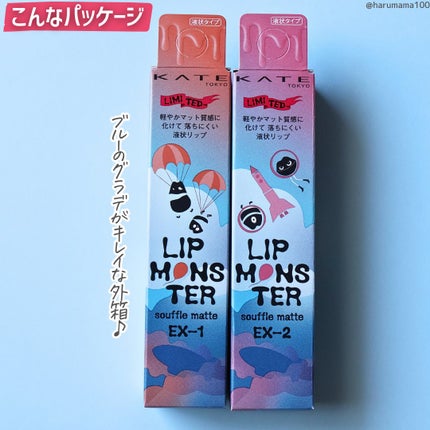 こんなパッケージ
@harumama100
ブルーのグラデがキレイな外箱♪
液状タイプ
KATE
TOKYO
LIMITED
軽やかマット質感に
化けて 落ちにくい
液状リップ
LIP
MONS
TER
souffle matte
EX-1
液状タイプ
KATE
TOKYO
LIMITED
軽やかマット質感に
化けて 落ちにくい
液状リップ
LIP
MONS
TER
souffle matte
EX-2